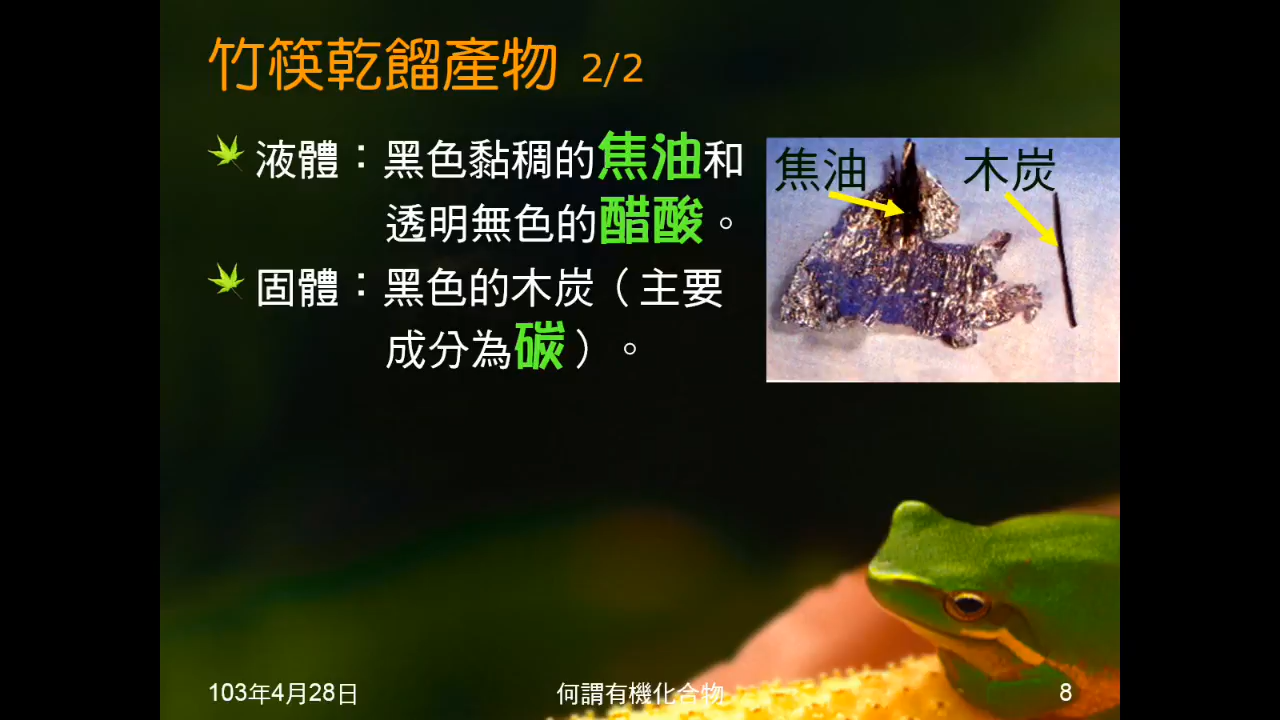 竹筷乾餾產物 2/2
液體：黑色黏稠的焦油和
透明無色的醋酸。
固體：黑色的木炭（主要
成分為碳）。
焦油 木炭
103年4月28日 何謂有機化合物 8